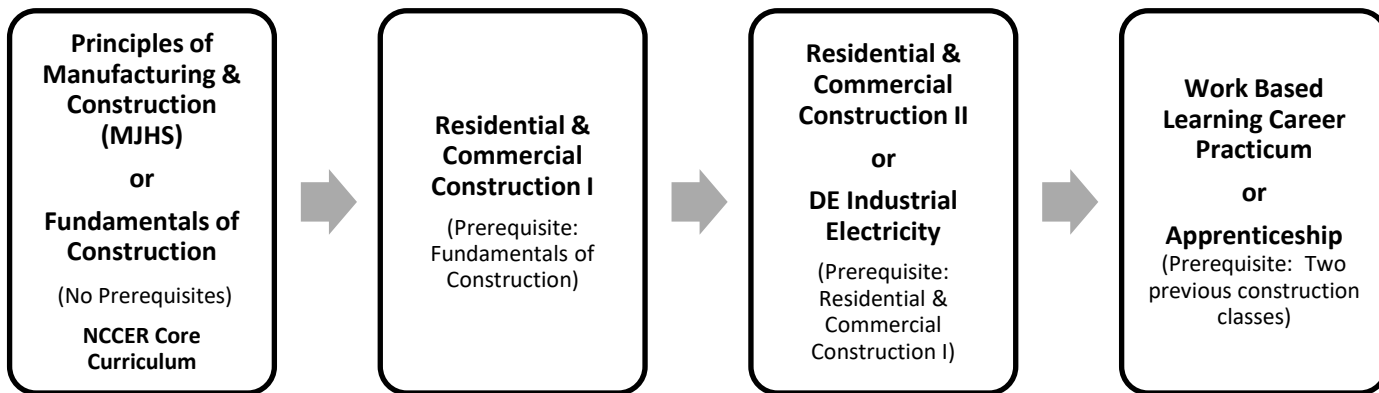 Principles of
Manufacturing &
Construction
(MJHS)
or
Fundamentals of
Construction
(No Prerequisites)
NCCER Core
Curriculum
Residential &
Commercial
Construction I
(Prerequisite:
Fundamentals of
Construction)
Residential &
Commercial
Construction II
or
DE Industrial
Electricity
(Prerequisite:
Residential &
Commercial
Construction I)
Work Based
Learning Career
Practicum
or
Apprenticeship
(Prerequisite:  Two
previous construction
classes)